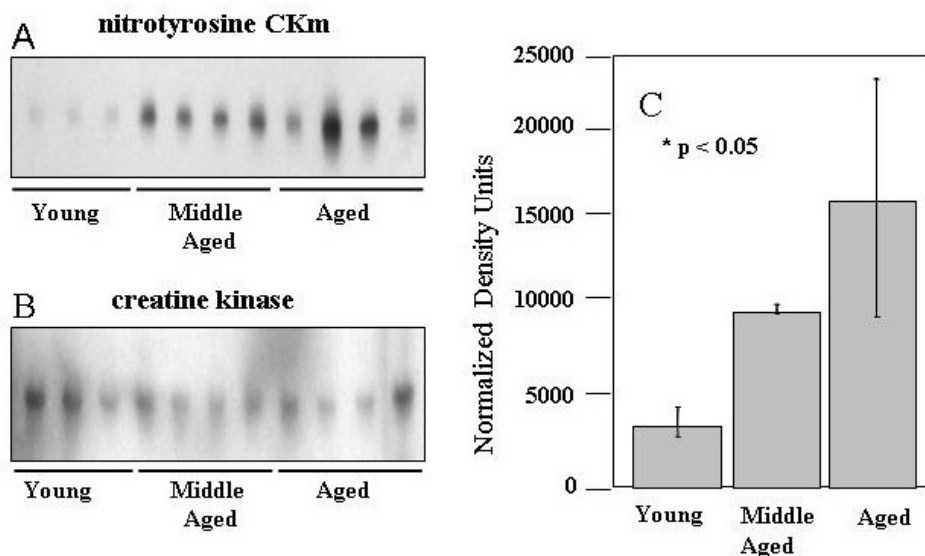 A
nitrotyrosine CKm
Young
Middle
Aged
Aged
B
creatine kinase
Young
Middle
Aged
Aged
C
* p < 0.05
Normalized Density Units
25000
20000
15000
10000
5000
0
Young
Middle
Aged
Aged